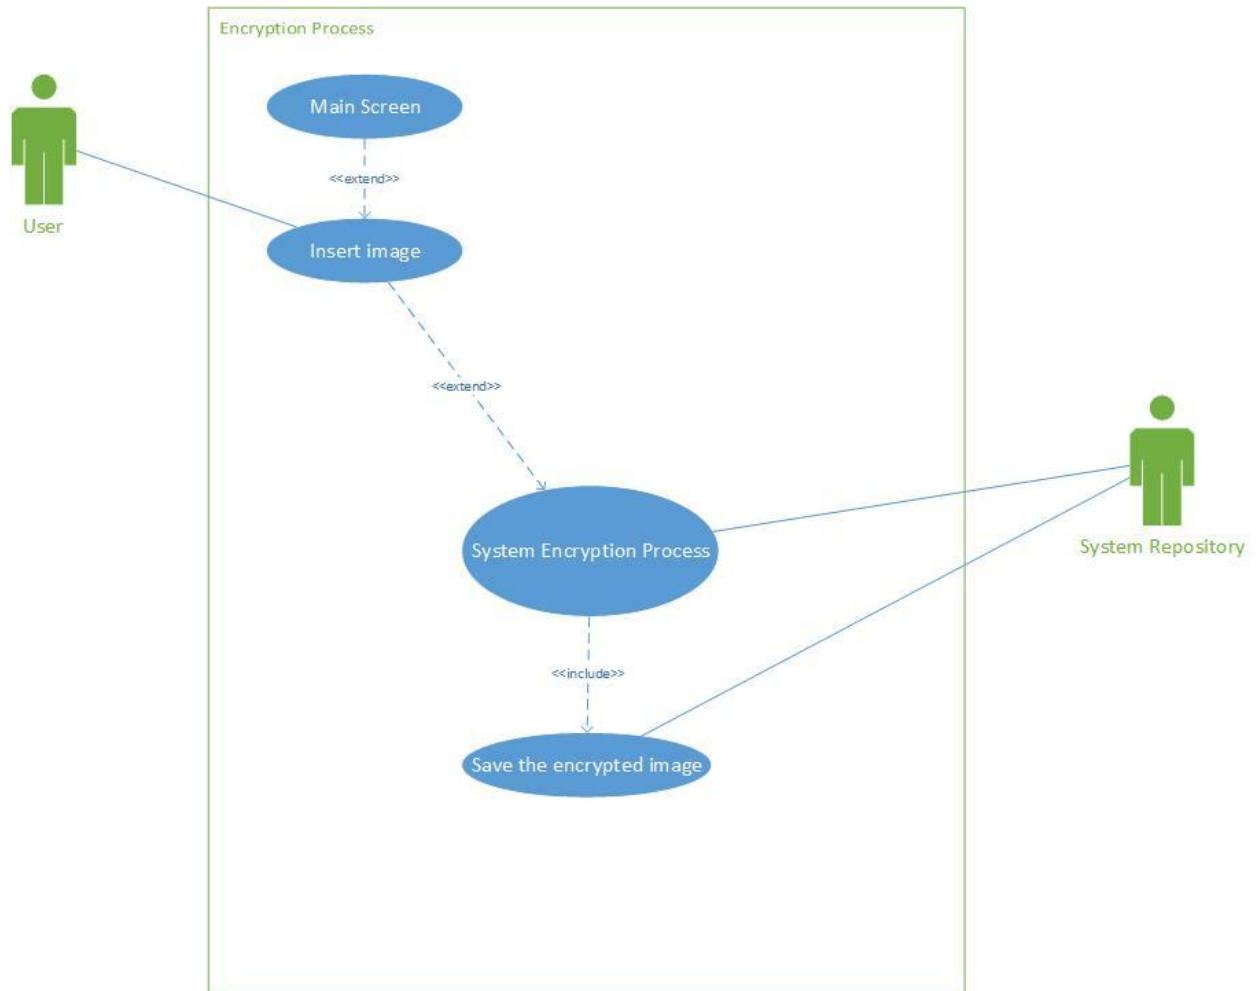 Encryption Process
Main Screen
<<extend>>
User
Insert image
<<extend>>
System Encryption Process
System Repository
<<include>>
Save the encrypted image